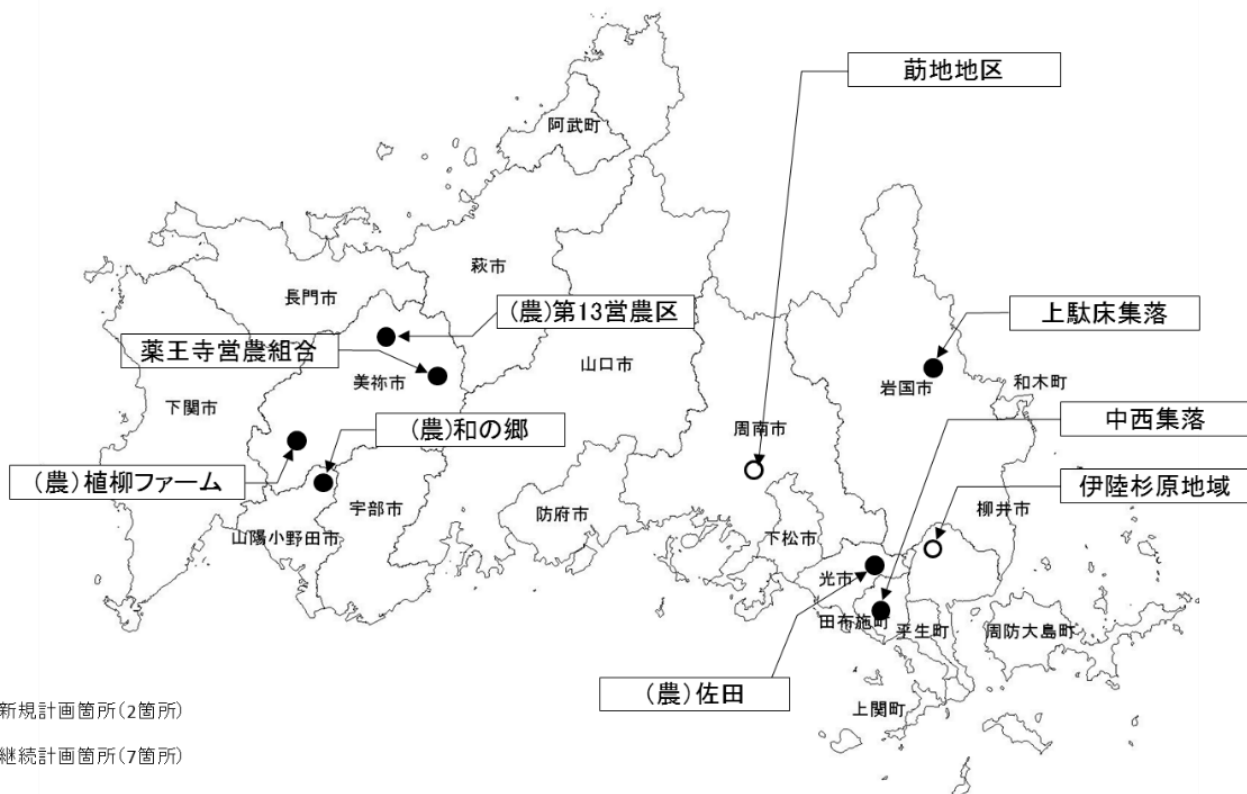 莇地地区
阿武町
萩市
長門市
(農)第13営農区
上駄床集落
薬王寺営農組合
山口市
美祢市
岩国市
和木町
下関市
中西集落
(農)和の郷
周南市
(農)植柳ファーム
伊陸杉原地域
宇部市
防府市
柳井市
山陽小野田市
下松市
光市
田布施町
平生町
周防大島町
(農)佐田
上関町
新規計画箇所(2箇所)
継続計画箇所(7箇所)